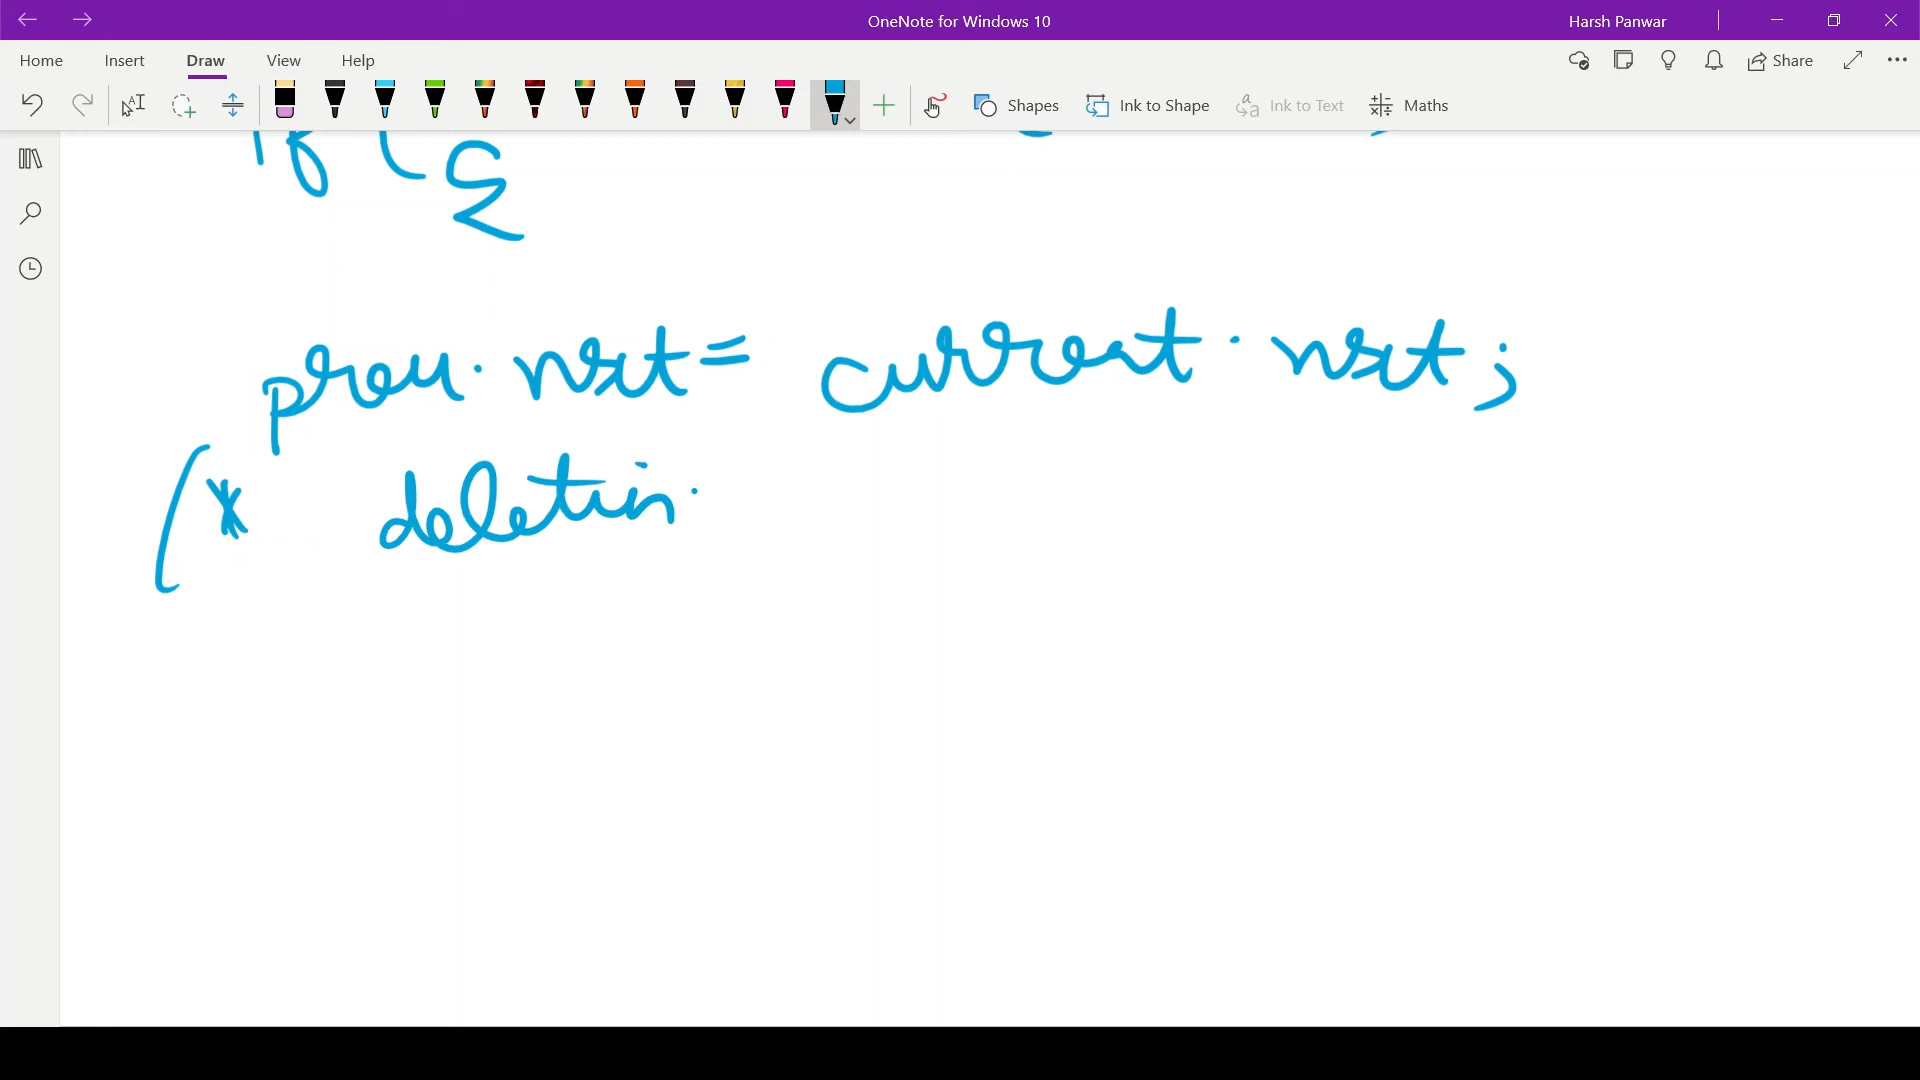 OneNote for Windows 10
Harsh Panwar
Home Insert Draw View Help
Share
Shapes Ink to Shape Ink to Text Maths
if ( {
prev. next = current. next ;
(* deletin.